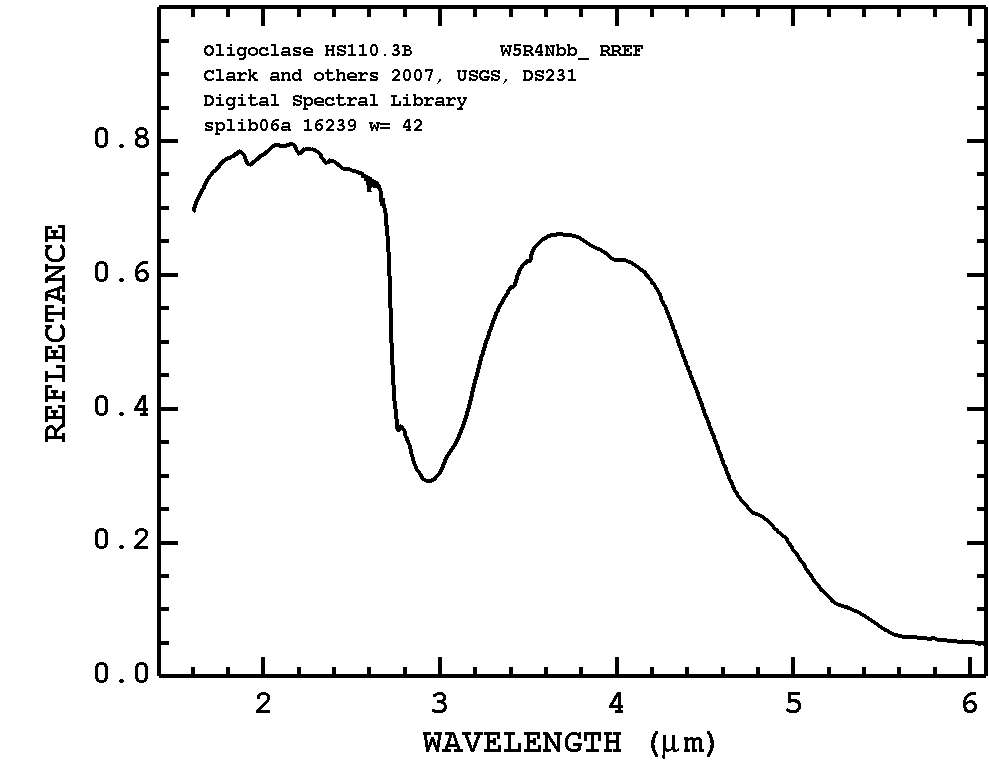 Oligoclase HS110.3B W5R4Nbb_ RREF
Clark and others 2007, USGS, DS231
Digital Spectral Library
splib06a 16239 w= 42
0.8
0.6
0.4
0.2
0.0
REFLECTANCE
2 3 4 5 6
WAVELENGTH (μm)